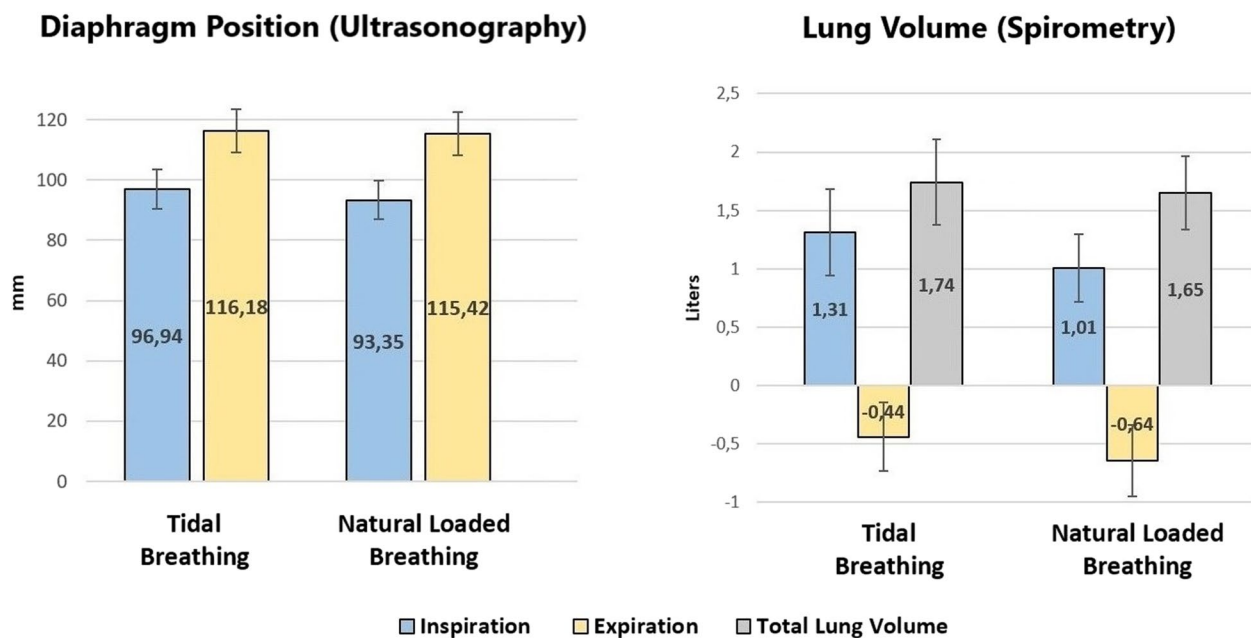 Diaphragm Position (Ultrasonography)
120
100
80
60
40
20
0
mm
96,94
116,18
93,35
115,42
Tidal
Breathing
Natural Loaded
Breathing
Lung Volume (Spirometry)
2,5
2
1,5
1
0,5
0
-0,5
-1
Liters
1,31
-0,44
1,74
1,01
-0,64
1,65
Tidal
Breathing
Natural Loaded
Breathing
Inspiration
Expiration
Total Lung Volume